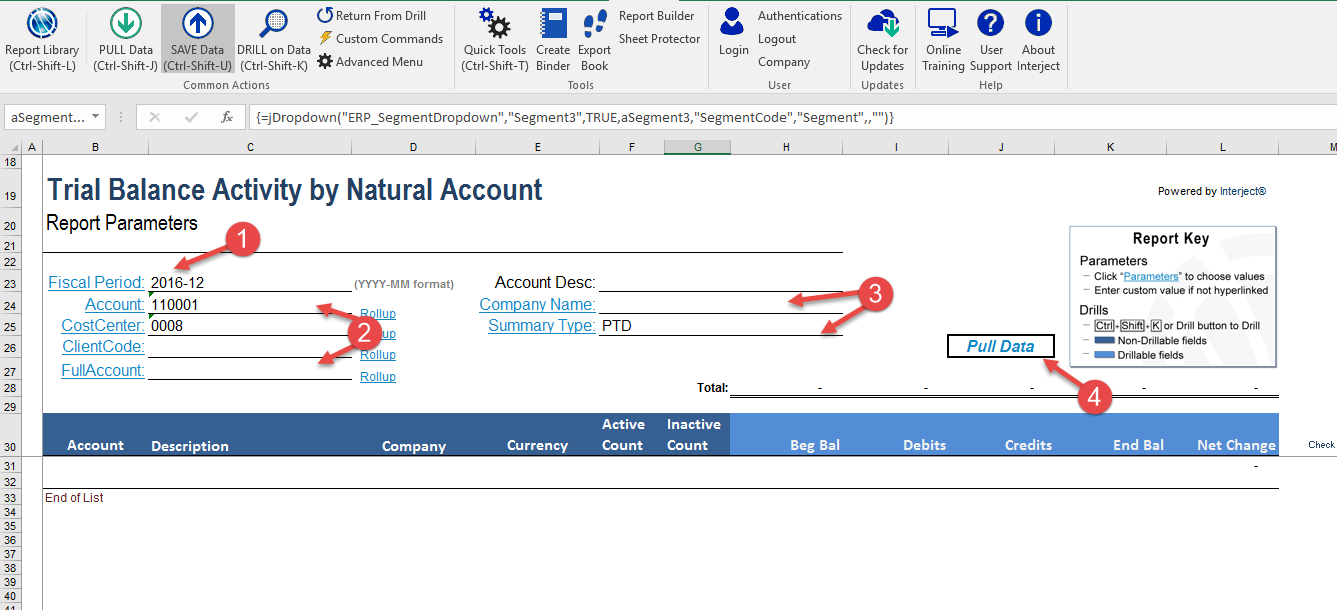 Report Library
(Ctrl-Shift-L)
PULL Data
(Ctrl-Shift-J)
SAVE Data
(Ctrl-Shift-U)
DRILL on Data
(Ctrl-Shift-K)
Return From Drill
Custom Commands
Advanced Menu
Common Actions
Quick Tools
(Ctrl-Shift-T)
Create
Binder
Export
Book
Report Builder
Sheet Protector
Tools
Login
Authentications
Logout
Company
User
Check for
Updates
Updates
Online
Training
User
Support
About
Interject
Help
aSegment...
fx
{=jDropdown("ERP_SegmentDropdown","Segment3",TRUE,aSegment3,"SegmentCode","Segment",,"")}
A B C D E F G H I J K L M
18
19 Trial Balance Activity by Natural Account
Powered by Interject®
20 Report Parameters
21
22
1
23 Fiscal Period: 2016-12 (YYYY-MM format) Account Desc:
24 Account: 110001 Rollup Company Name:
25 CostCenter: 0008 up Summary Type: PTD
26 ClientCode: Rollup
27 FullAccount: Rollup
2
3
Report Key
Parameters
– Click "Parameters" to choose values
– Enter custom value if not hyperlinked
Drills
– Ctrl+Shift+K or Drill button to Drill
– Non-Drillable fields
– Drillable fields
Pull Data
4
28 Total: - - - - -
29
30 Account Description Company Currency Active Count Inactive Count Beg Bal Debits Credits End Bal Net Change Check
31 -
32
33 End of List
34
35
36
37
38
39
40
41